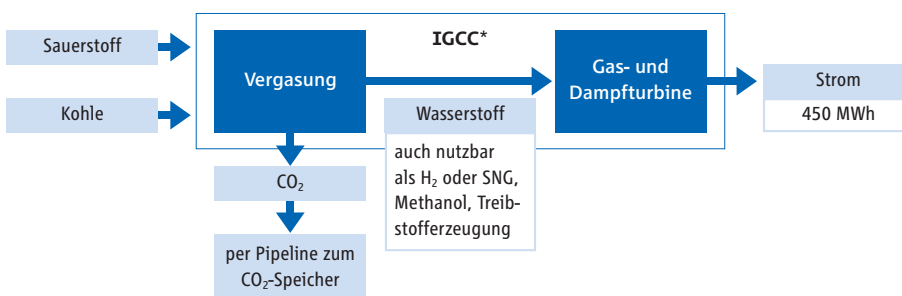 IGCC*
Sauerstoff
Kohle
Vergasung
Gas- und
Dampfturbine
Strom
450 MWh
Wasserstoff
auch nutzbar
als H₂ oder SNG,
Methanol, Treib-
stofferzeugung
CO₂
per Pipeline zum
CO₂-Speicher